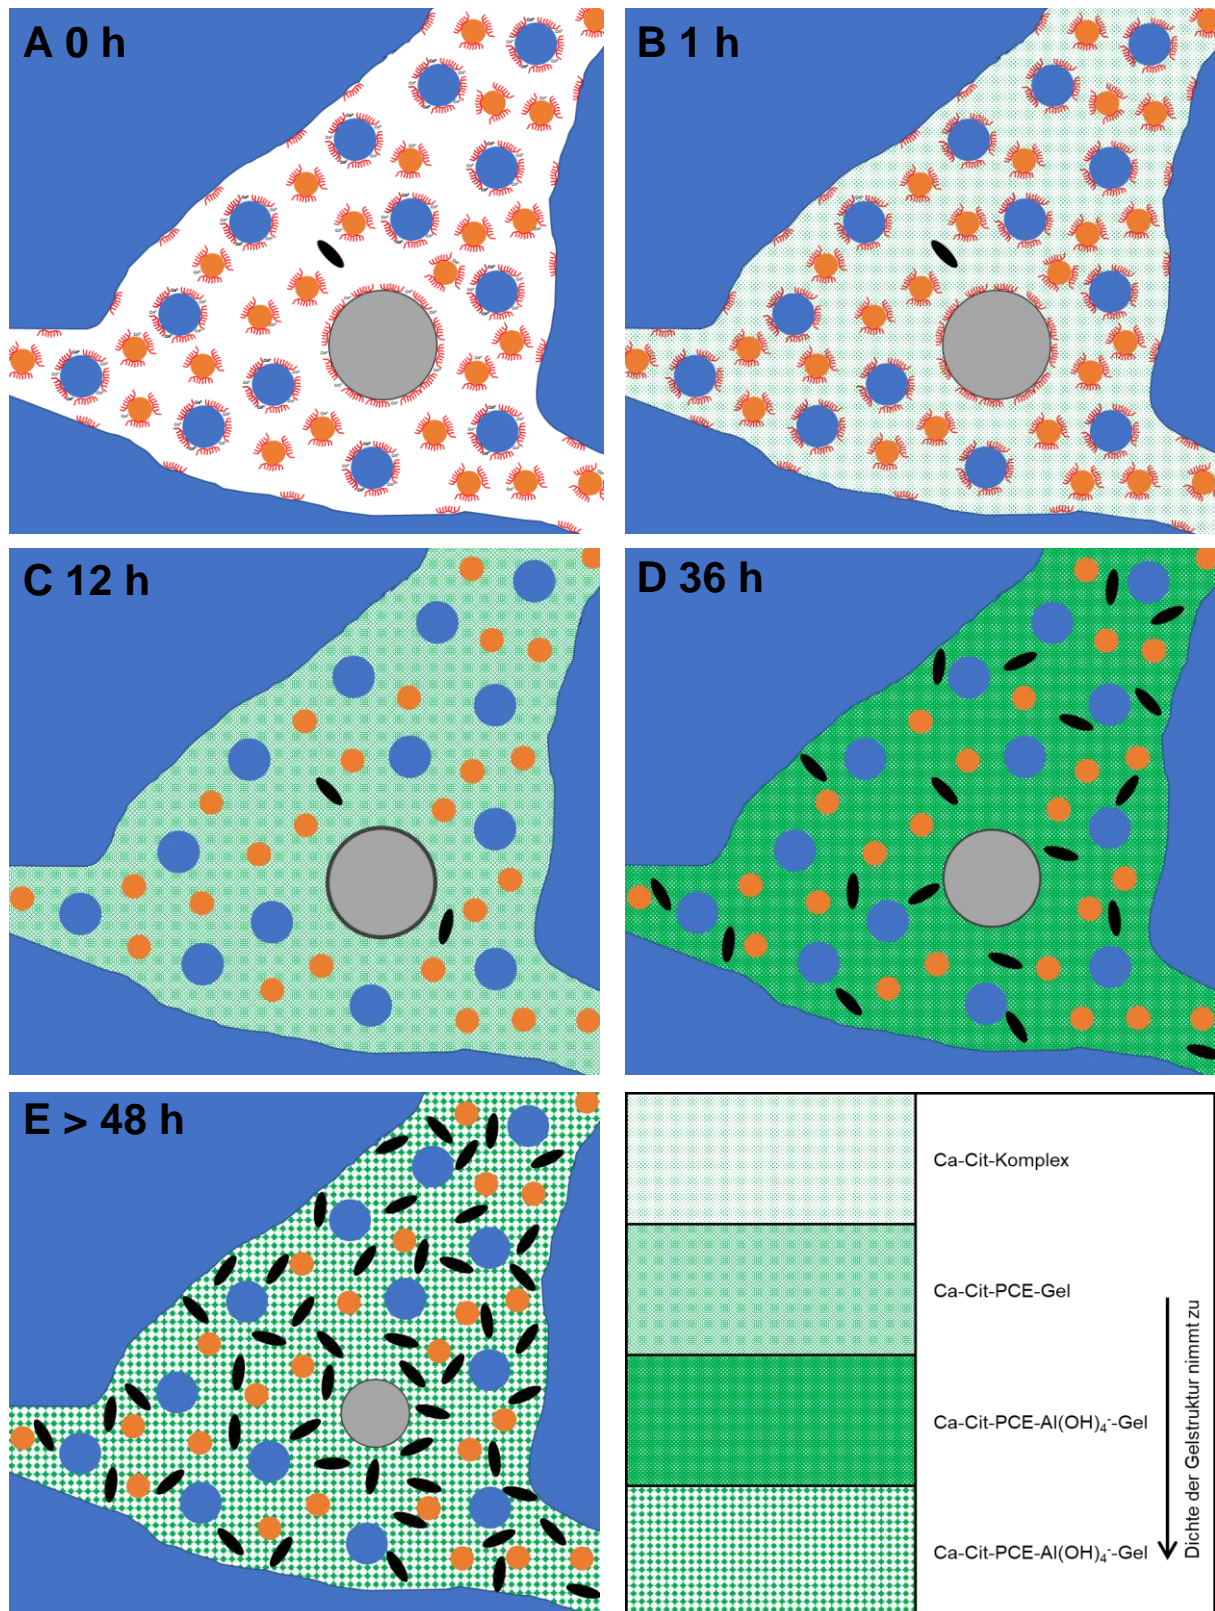 A 0 h
B 1 h
C 12 h
D 36 h
E > 48 h
Ca-Cit-Komplex
Ca-Cit-PCE-Gel
Ca-Cit-PCE-Al(OH)₄⁻-Gel
Ca-Cit-PCE-Al(OH)₄⁻-Gel
Dichte der Gelstruktur nimmt zu